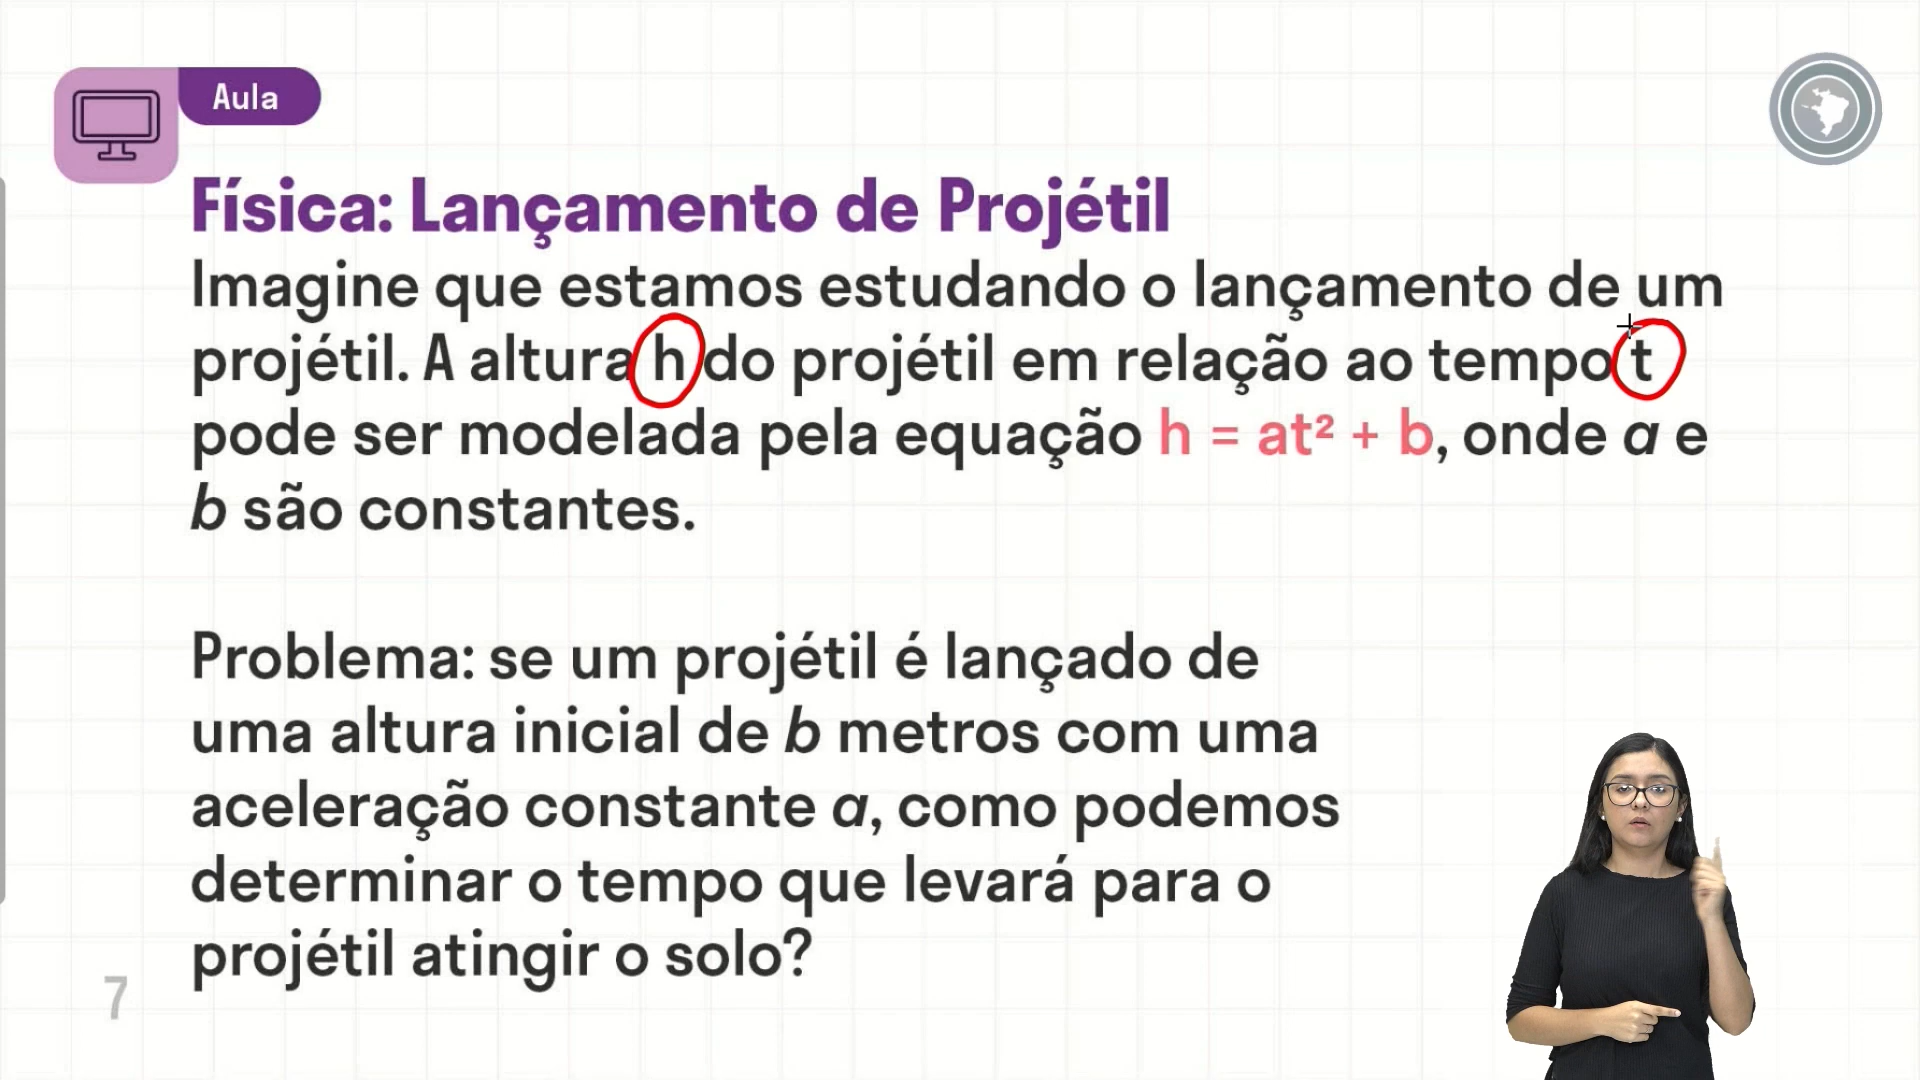 Aula
Física: Lançamento de Projétil
Imagine que estamos estudando o lançamento de um
projétil. A altura h do projétil em relação ao tempo t
pode ser modelada pela equação h = at² + b, onde a e
b são constantes.
Problema: se um projétil é lançado de
uma altura inicial de b metros com uma
aceleração constante a, como podemos
determinar o tempo que levará para o
projétil atingir o solo?
7